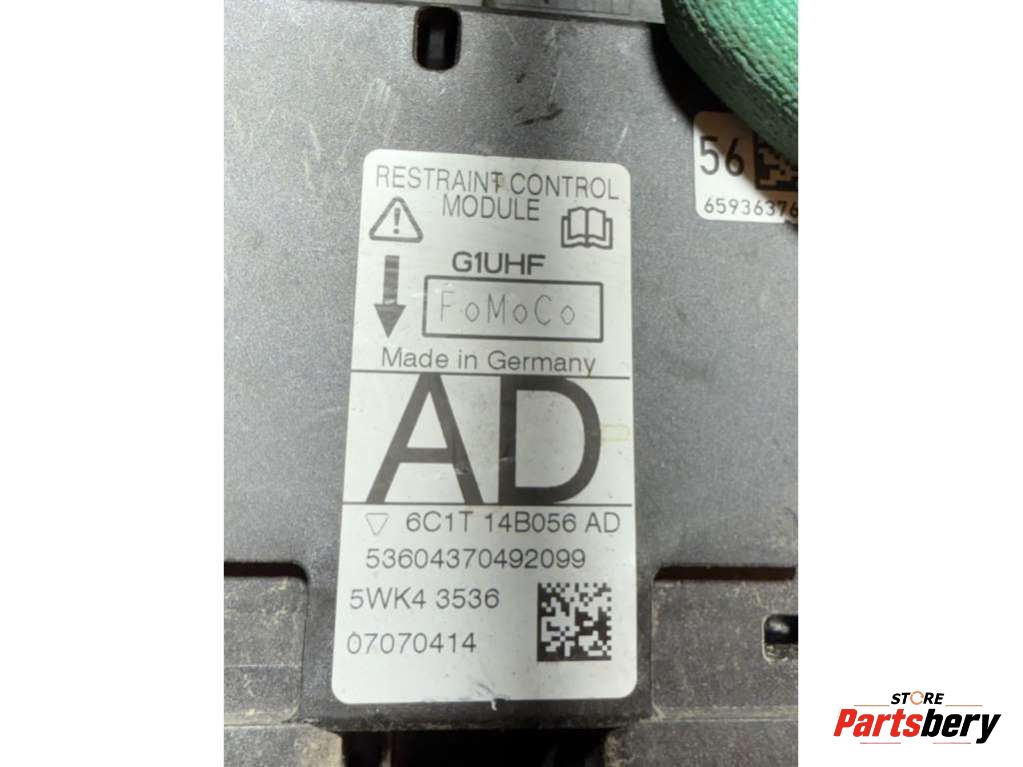 56
65936376
RESTRAINT CONTROL
MODULE
G1UHF
FoMoCo
Made in Germany
AD
6C1T 14B056 AD
53604370492099
5WK4 3536
07070414
STORE
Partsbery